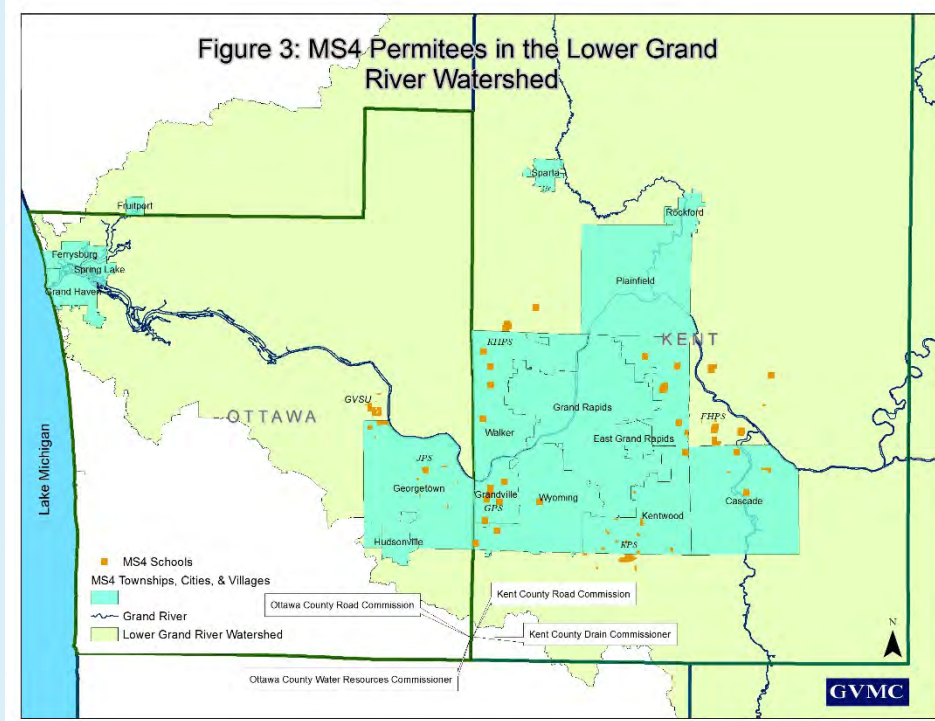 Figure 3: MS4 Permitees in the Lower Grand
River Watershed
Sparta
Fruitport
Rockford
Ferrysburg
Spring Lake
Grand Haven
Plainfield
KENT
KHPS
GVSU
OTTAWA
Grand Rapids
FHPS
Walker
East Grand Rapids
JPS
Georgetown
Grandville
Wyoming
Cascade
GPS
Kentwood
Hudsonville
KPS
Lake Michigan
MS4 Schools
MS4 Townships, Cities, & Villages
Grand River
Lower Grand River Watershed
Ottawa County Road Commission
Kent County Road Commission
Kent County Drain Commissioner
Ottawa County Water Resources Commissioner
N
GVMC